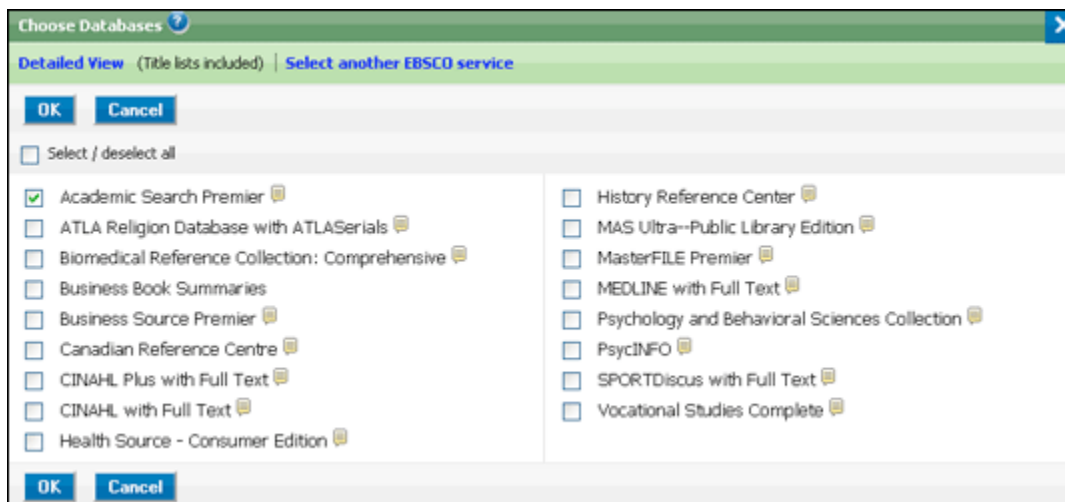 Choose Databases ?
Detailed View (Title lists included) | Select another EBSCO service
OK Cancel
Select / deselect all
Academic Search Premier
ATLA Religion Database with ATLASerials
Biomedical Reference Collection: Comprehensive
Business Book Summaries
Business Source Premier
Canadian Reference Centre
CINAHL Plus with Full Text
CINAHL with Full Text
Health Source - Consumer Edition
History Reference Center
MAS Ultra--Public Library Edition
MasterFILE Premier
MEDLINE with Full Text
Psychology and Behavioral Sciences Collection
PsycINFO
SPORTDiscus with Full Text
Vocational Studies Complete
OK Cancel